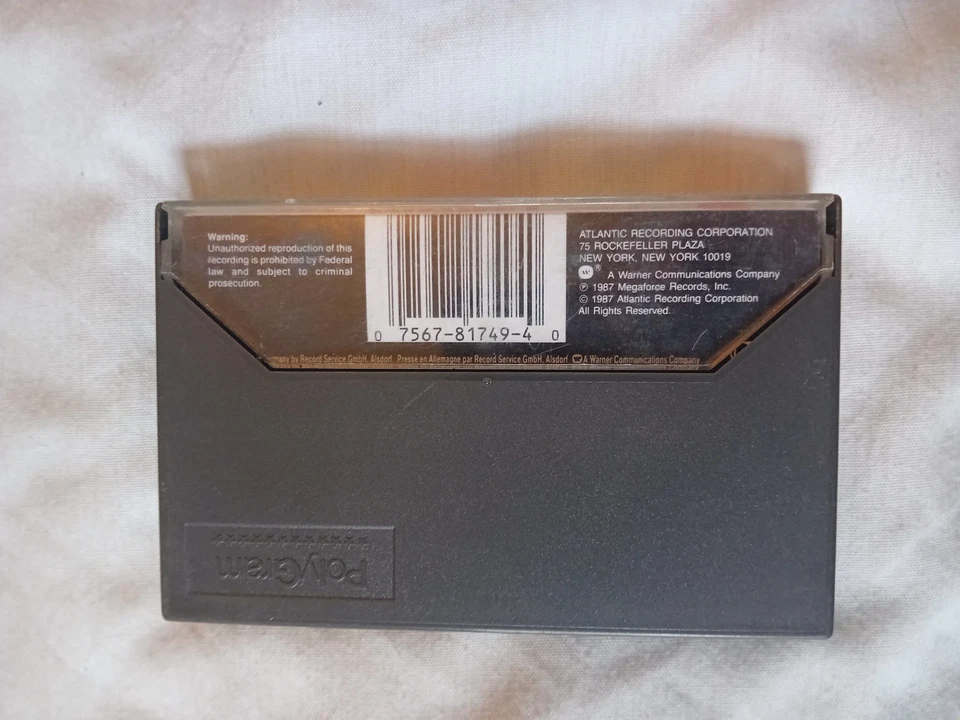 Warning:
Unauthorized reproduction of this
recording is prohibited by Federal
law and subject to criminal
prosecution.
0 7567-81749-4 0
ATLANTIC RECORDING CORPORATION
75 ROCKEFELLER PLAZA
NEW YORK, NEW YORK 10019
W® A Warner Communications Company
℗ 1987 Megaforce Records, Inc.
© 1987 Atlantic Recording Corporation
All Rights Reserved.
many by Record Service GmbH, Alsdorf. Presse en Allemagne par Record Service GmbH, Alsdorf A Warner Communications Company
PolyGram